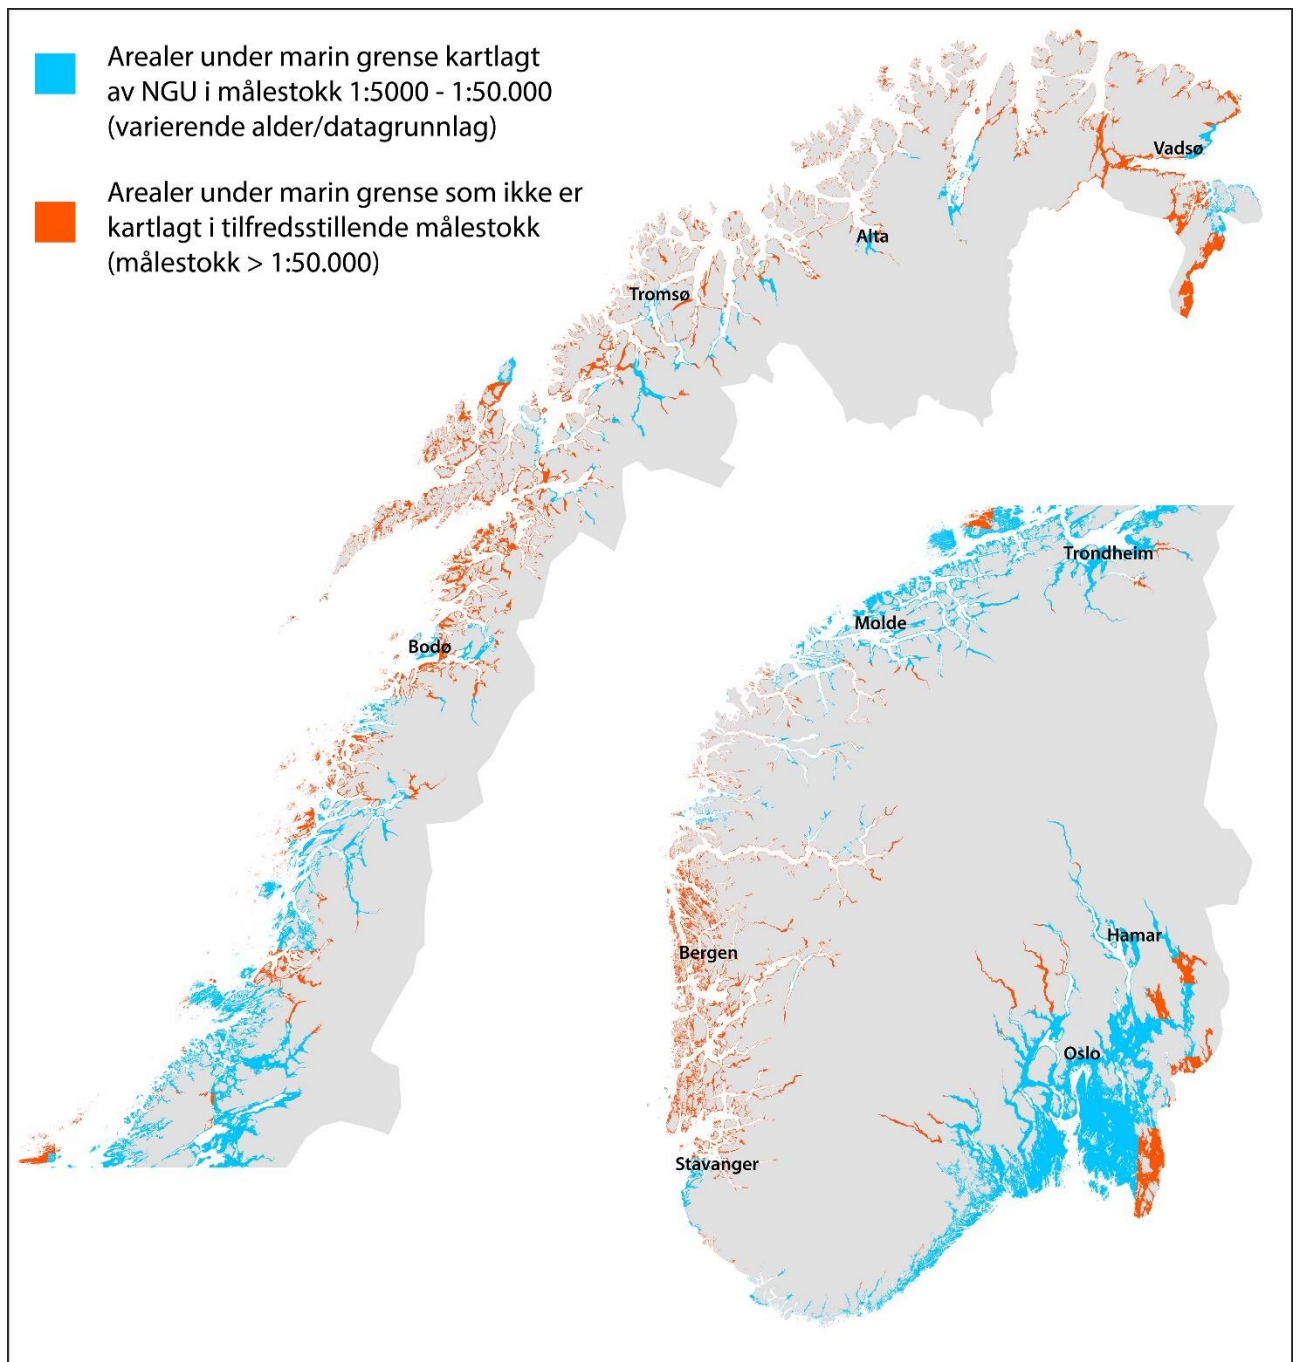 Arealer under marin grense kartlagt
av NGU i målestokk 1:5000 - 1:50.000
(varierende alder/datagrunnlag)
Arealer under marin grense som ikke er
kartlagt i tilfredsstillende målestokk
(målestokk > 1:50.000)
Vadsø
Alta
Tromsø
Bodø
Trondheim
Molde
Hamar
Bergen
Oslo
Stavanger